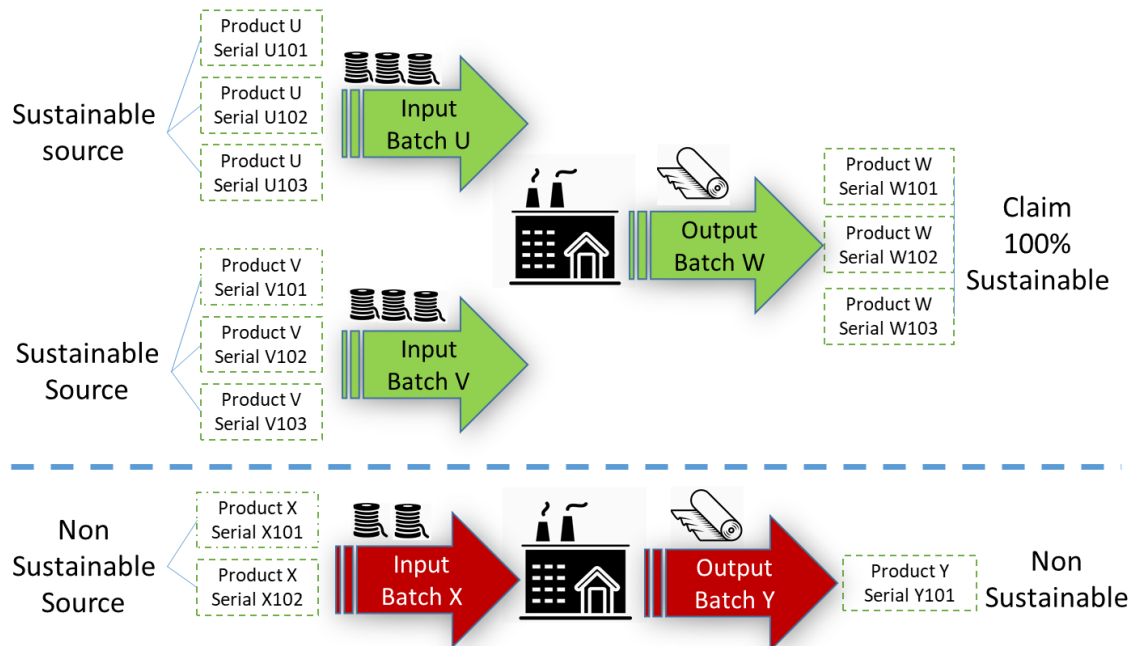 Sustainable
source
Product U
Serial U101
Product U
Serial U102
Product U
Serial U103
Input
Batch U
Sustainable
Source
Product V
Serial V101
Product V
Serial V102
Product V
Serial V103
Input
Batch V
Output
Batch W
Product W
Serial W101
Product W
Serial W102
Product W
Serial W103
Claim
100%
Sustainable
Non
Sustainable
Source
Product X
Serial X101
Product X
Serial X102
Input
Batch X
Output
Batch Y
Product Y
Serial Y101
Non
Sustainable